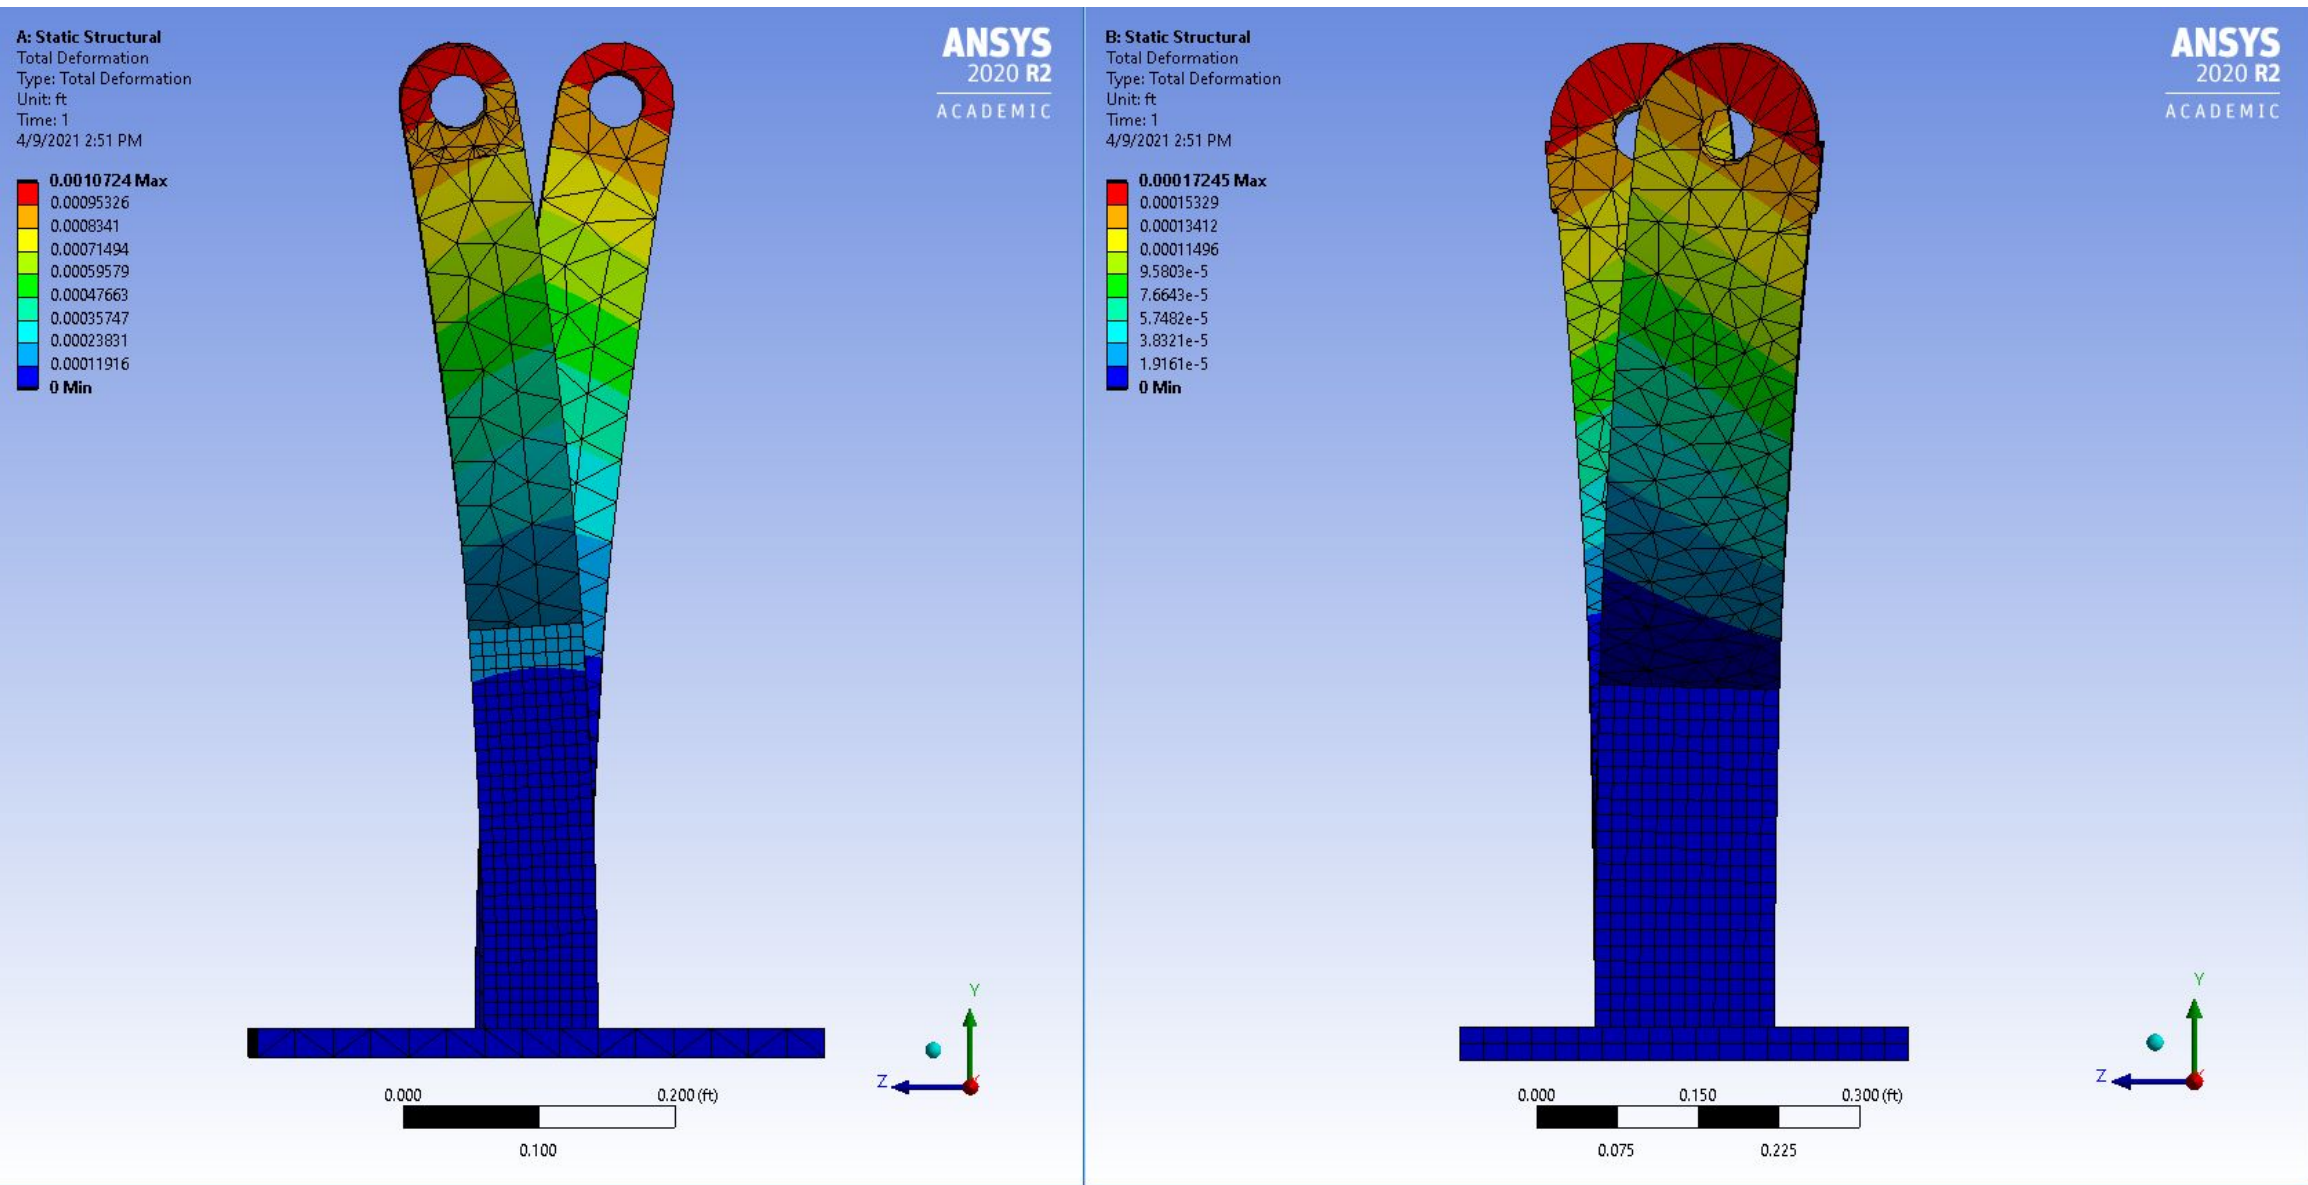 A: Static Structural
Total Deformation
Type: Total Deformation
Unit: ft
Time: 1
4/9/2021 2:51 PM
0.0010724 Max
0.00095326
0.0008341
0.00071494
0.00059579
0.00047663
0.00035747
0.00023831
0.00011916
0 Min
ANSYS
2020 R2
ACADEMIC
Y
Z
0.000
0.200 (ft)
0.100
B: Static Structural
Total Deformation
Type: Total Deformation
Unit: ft
Time: 1
4/9/2021 2:51 PM
0.00017245 Max
0.00015329
0.00013412
0.00011496
9.5803e-5
7.6643e-5
5.7482e-5
3.8321e-5
1.9161e-5
0 Min
ANSYS
2020 R2
ACADEMIC
Y
Z
0.000
0.150
0.300 (ft)
0.075
0.225